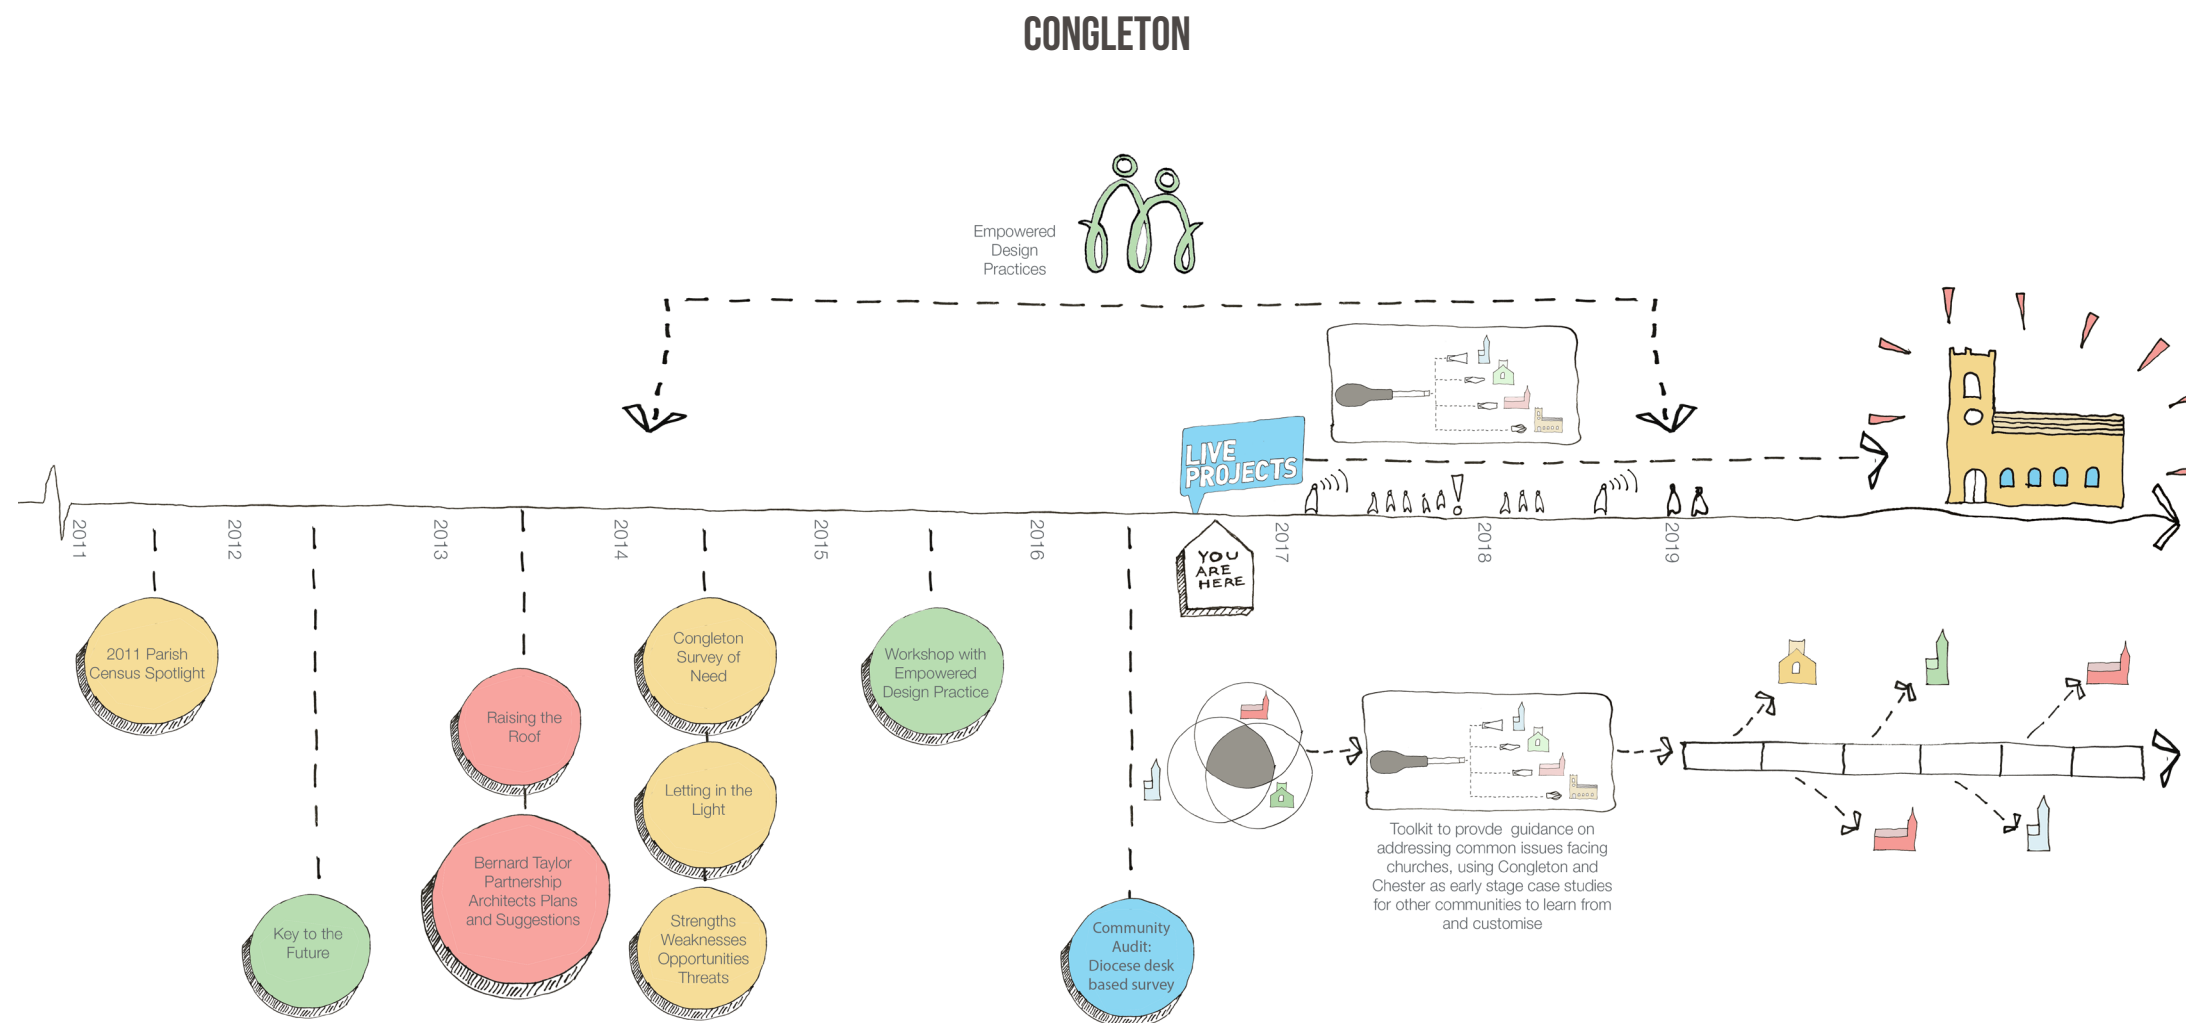 CONGLETON
Empowered
Design
Practices
LIVE
PROJECTS
2011
2012
2013
2014
2015
2016
2017
2018
2019
YOU
ARE
HERE
2011 Parish
Census Spotlight
Key to the
Future
Raising the
Roof
Bernard Taylor
Partnership
Architects Plans
and Suggestions
Congleton
Survey of
Need
Letting in the
Light
Strengths
Weaknesses
Opportunities
Threats
Workshop with
Empowered
Design Practice
Community
Audit:
Diocese desk
based survey
Toolkit to provde guidance on
addressing common issues facing
churches, using Congleton and
Chester as early stage case studies
for other communities to learn from
and customise